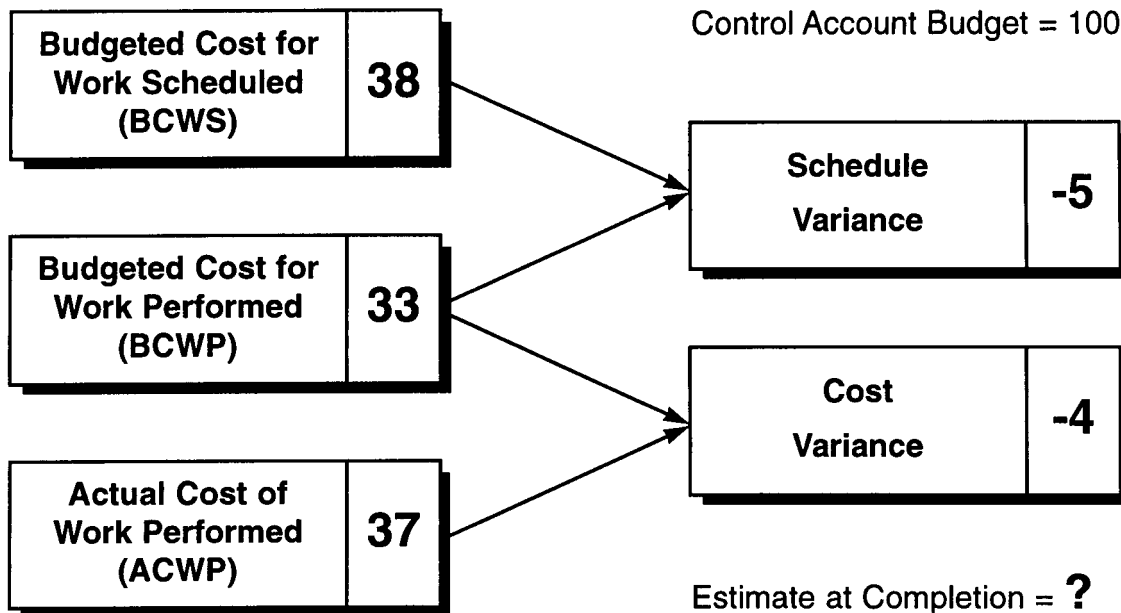 Budgeted Cost for
Work Scheduled
(BCWS)
38
Budgeted Cost for
Work Performed
(BCWP)
33
Actual Cost of
Work Performed
(ACWP)
37
Control Account Budget = 100
Schedule
Variance
-5
Cost
Variance
-4
Estimate at Completion = ?